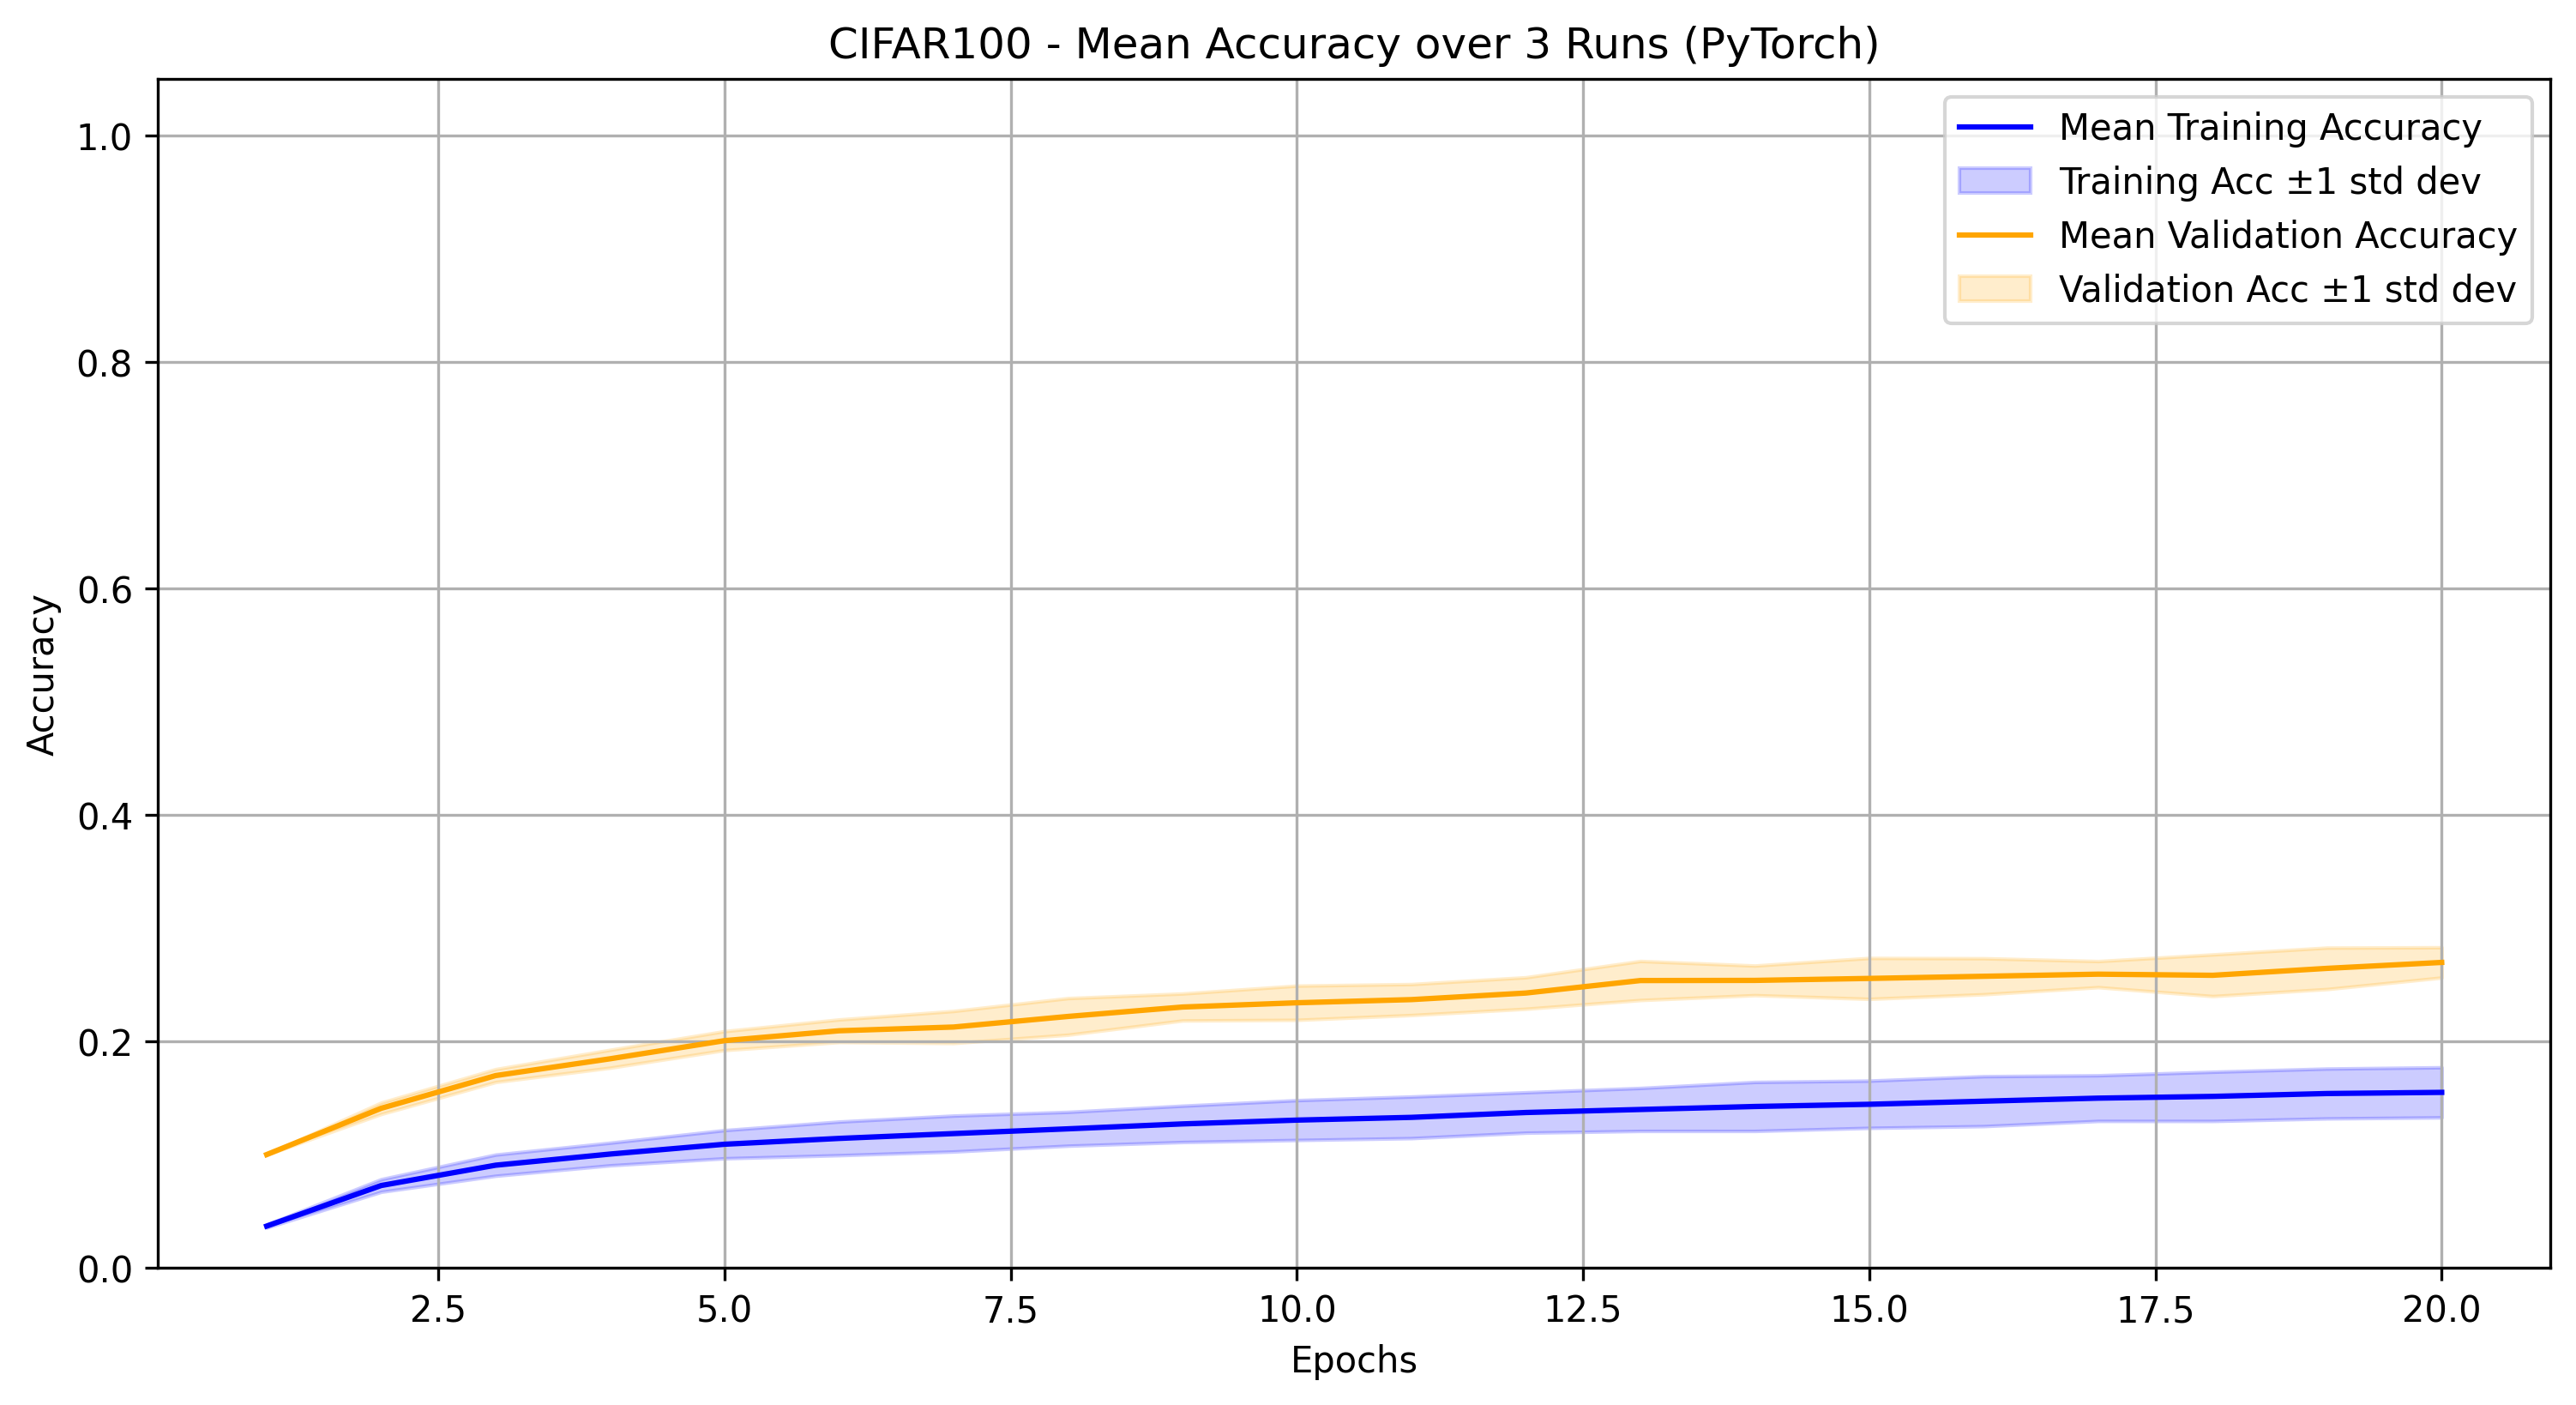 CIFAR100 - Mean Accuracy over 3 Runs (PyTorch)
Mean Training Accuracy
Training Acc ±1 std dev
Mean Validation Accuracy
Validation Acc ±1 std dev
Accuracy
1.0
0.8
0.6
0.4
0.2
0.0
2.5 5.0 7.5 10.0 12.5 15.0 17.5 20.0
Epochs